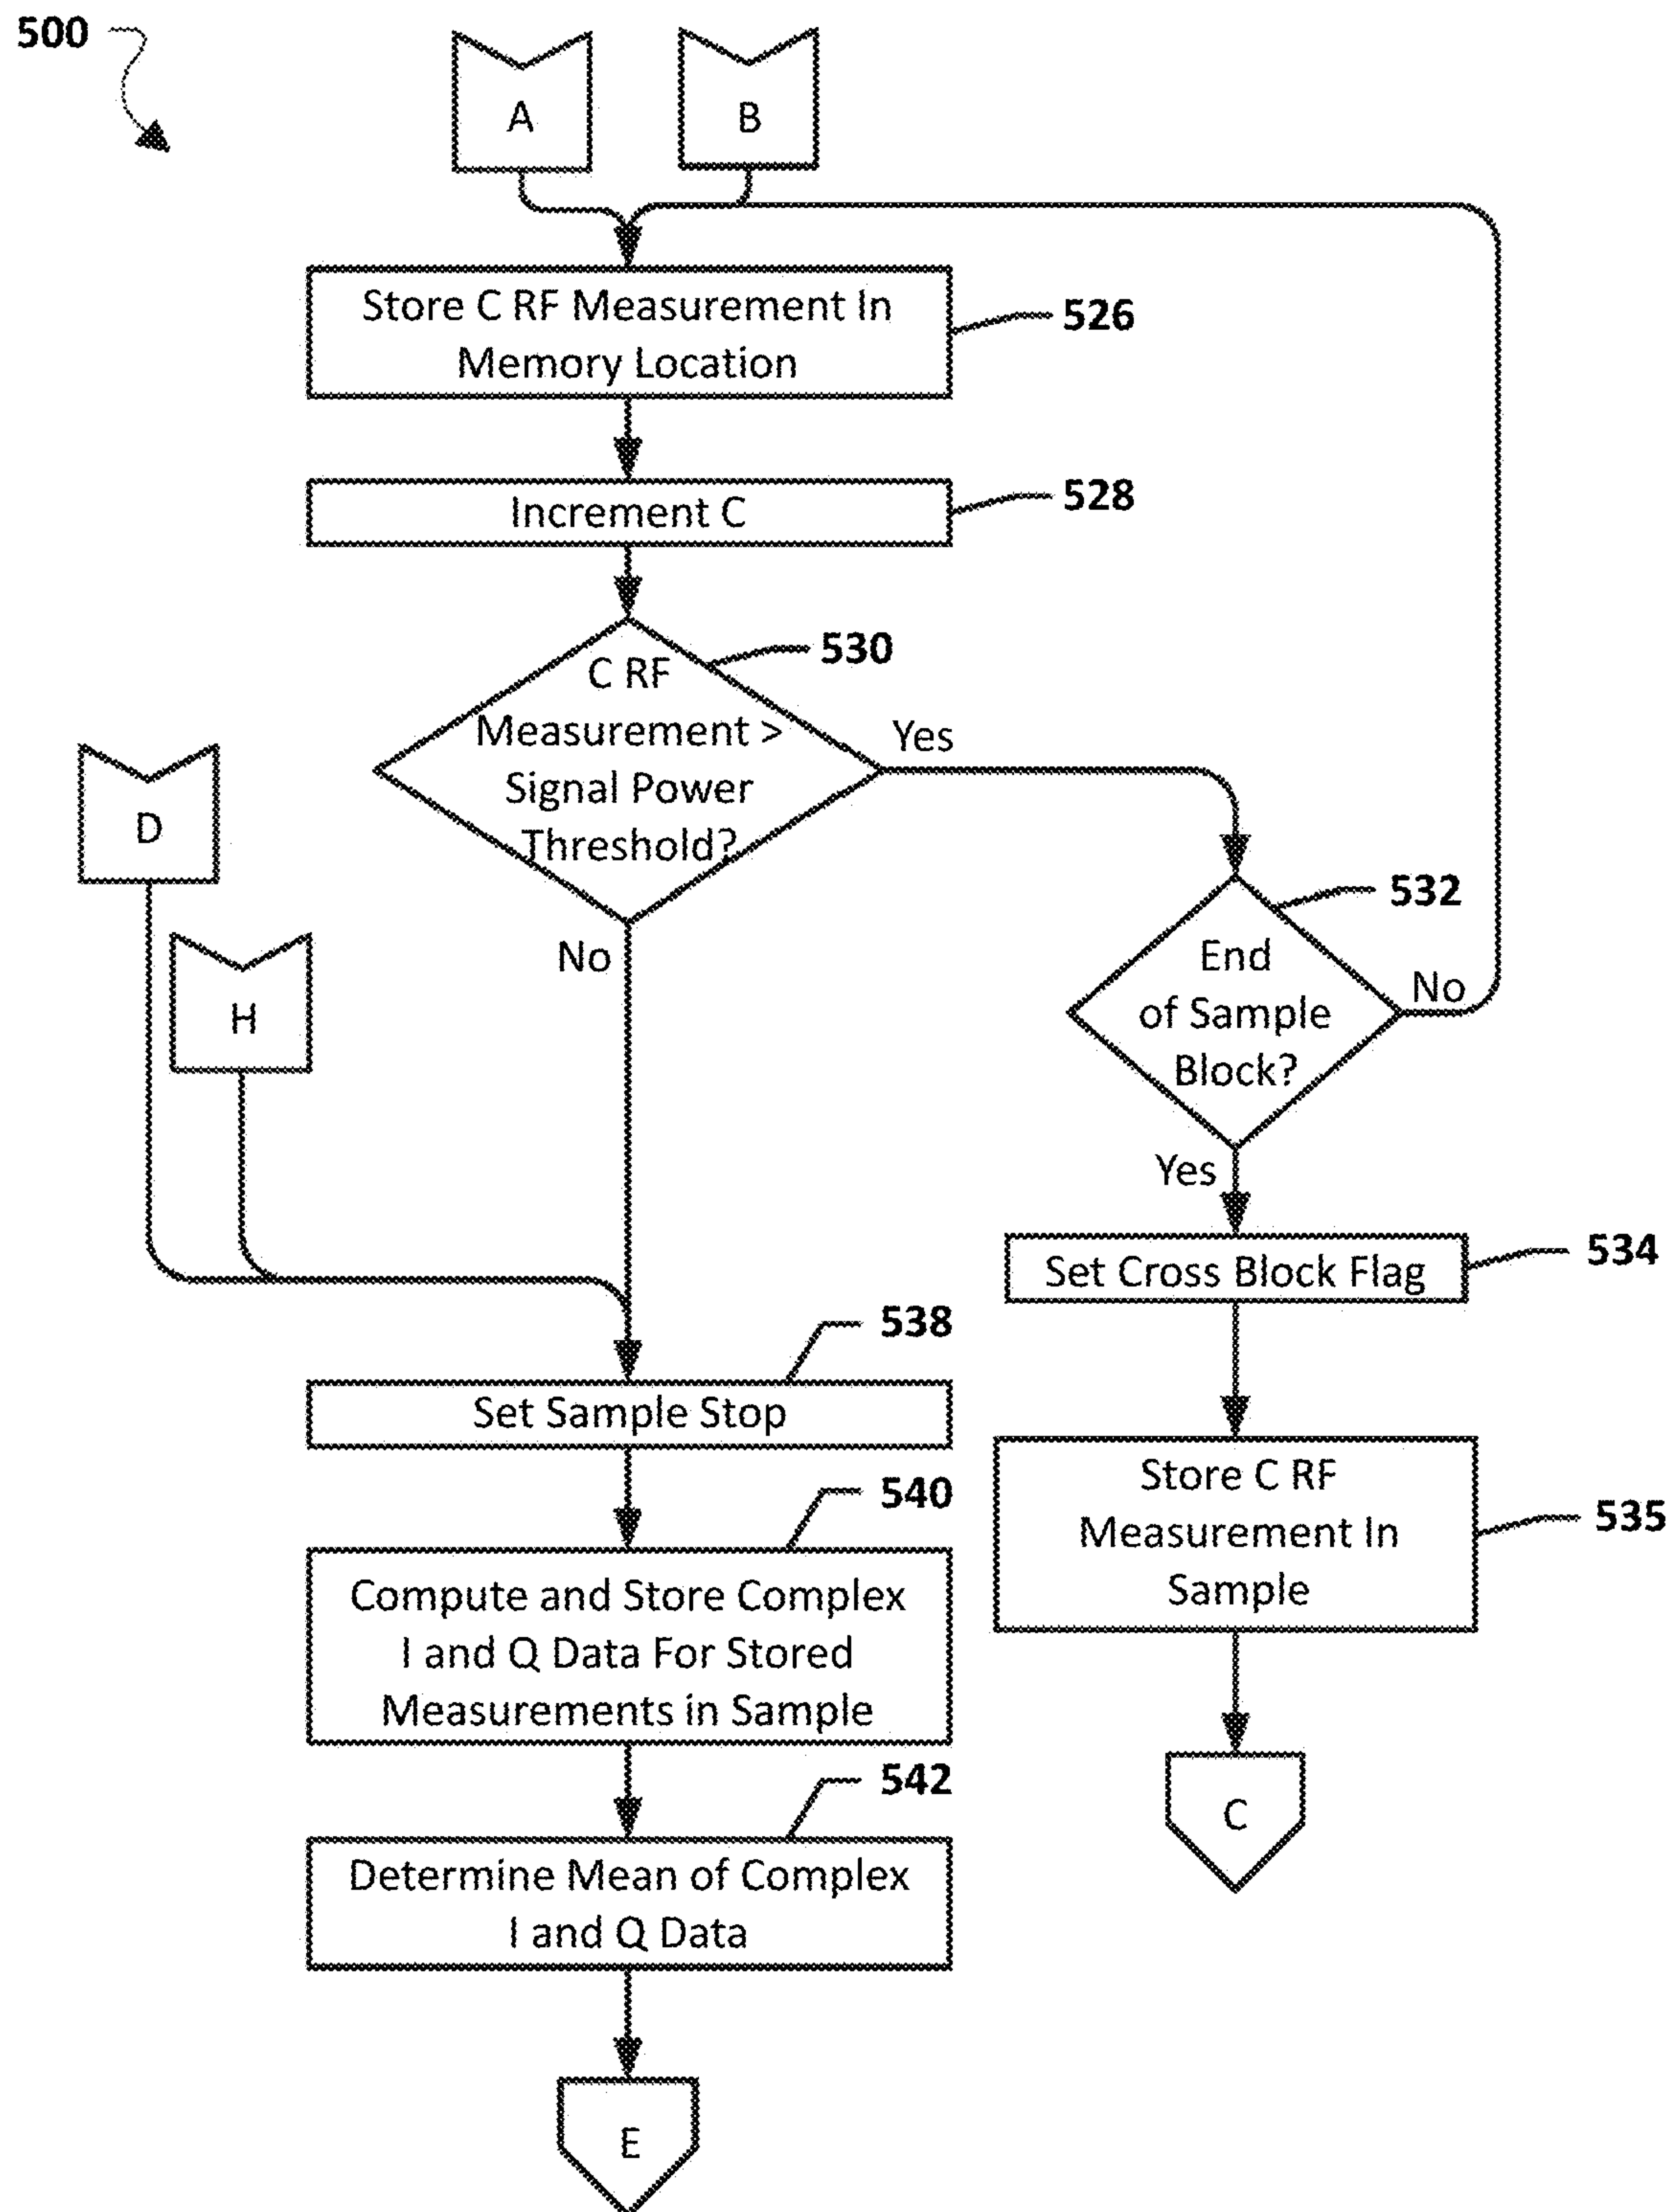 500
A
B
Store C RF Measurement In
Memory Location
526
Increment C
528
C RF
Measurement >
Signal Power
Threshold?
530
Yes
No
D
H
End
of Sample
Block?
532
No
Yes
Set Cross Block Flag
534
Set Sample Stop
538
Store C RF
Measurement In
Sample
535
Compute and Store Complex
I and Q Data For Stored
Measurements in Sample
540
C
Determine Mean of Complex
I and Q Data
542
E